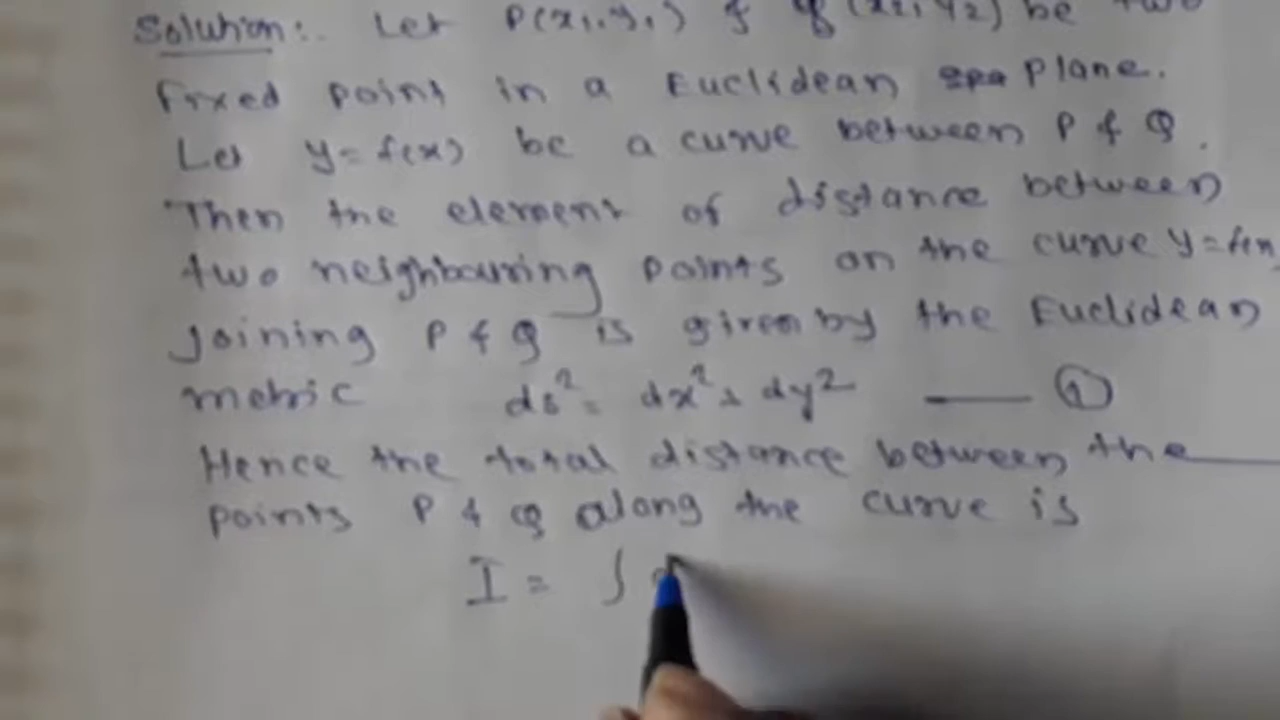 Solution:. Let P(x1, y1) & Q(x2, y2) be two
fixed point in a Euclidean Plane.
Let y=f(x) be a curve between P & Q.
Then the element of distance between
two neighbouring points on the curve y=f(x)
joining P & Q is given by the Euclidean
metric ds² = dx² + dy² —— ①
Hence the total distance between the
points P & Q along the curve is
I = ∫